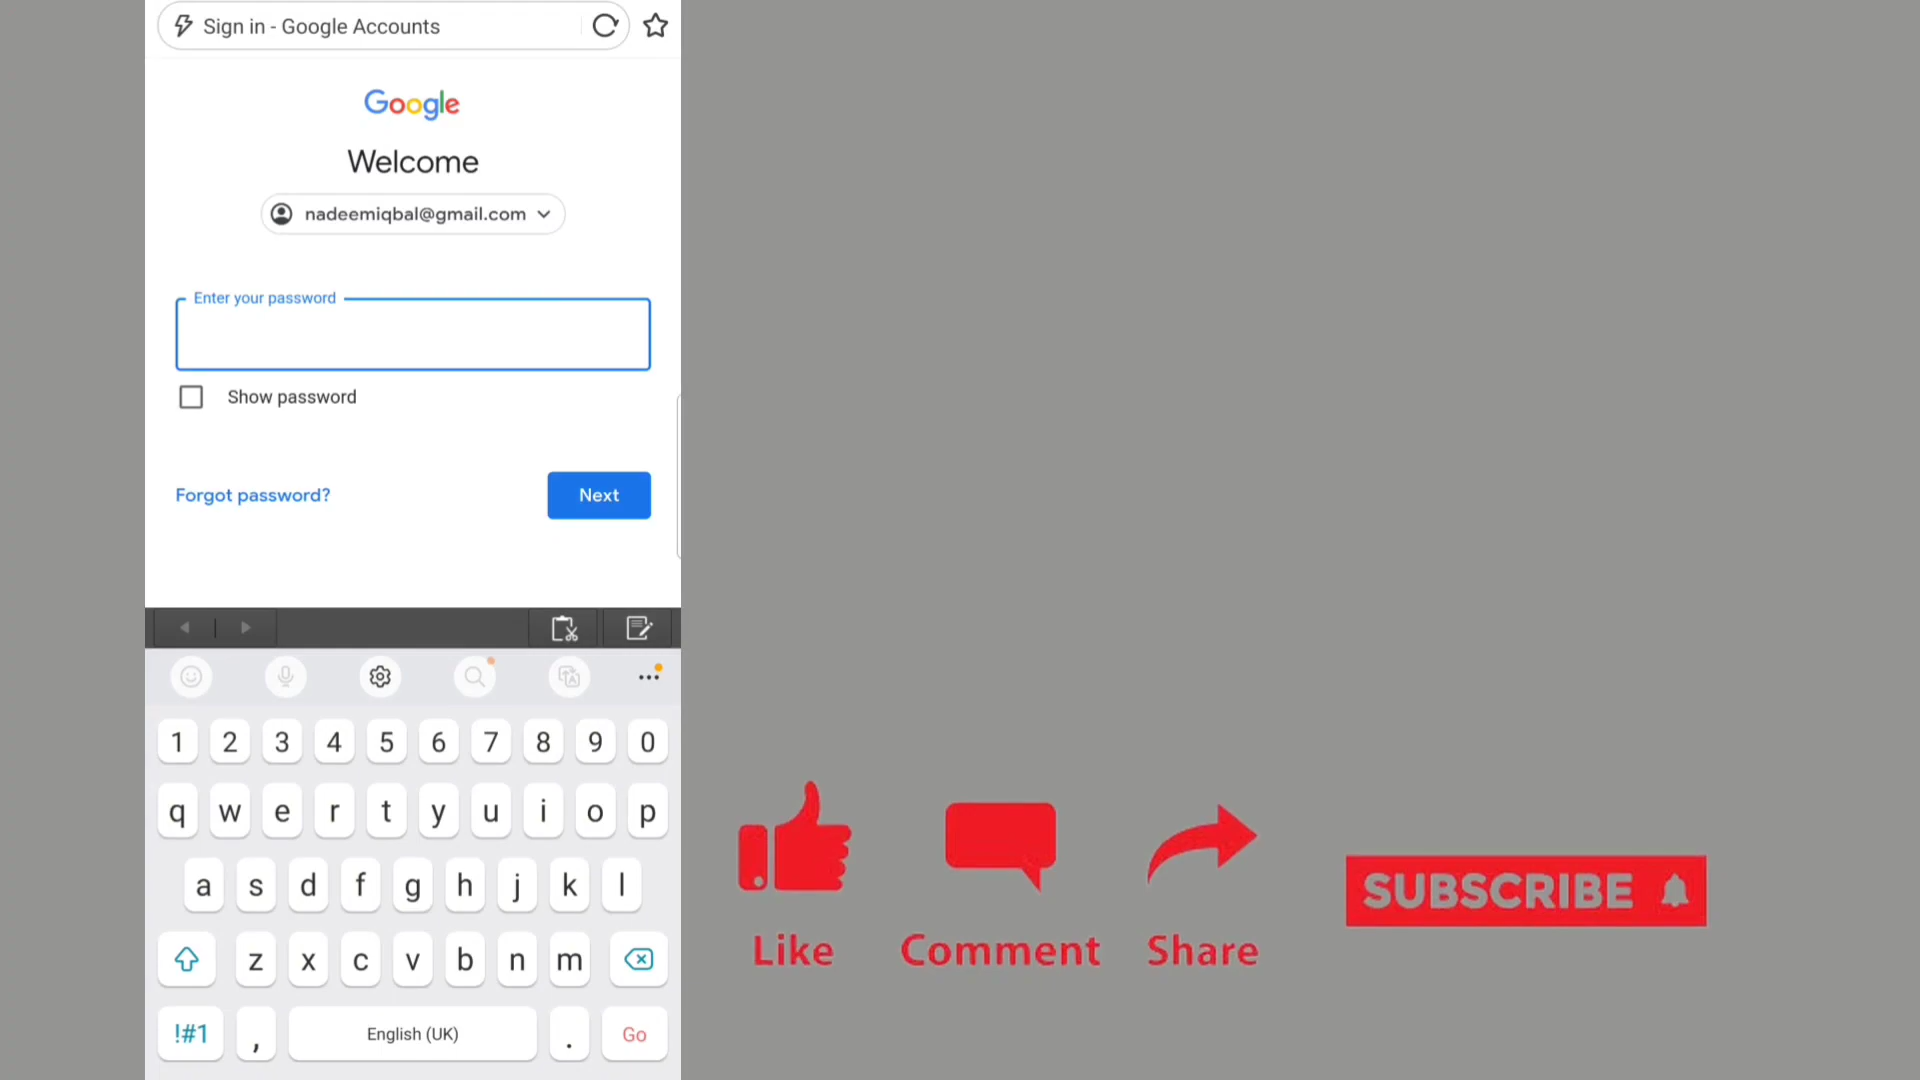 Sign in - Google Accounts
Google
Welcome
nadeemiqbal@gmail.com
Enter your password
Show password
Forgot password?
Next
1 2 3 4 5 6 7 8 9 0
q w e r t y u i o p
a s d f g h j k l
z x c v b n m
!#1 , English (UK) . Go
SUBSCRIBE
Like Comment Share